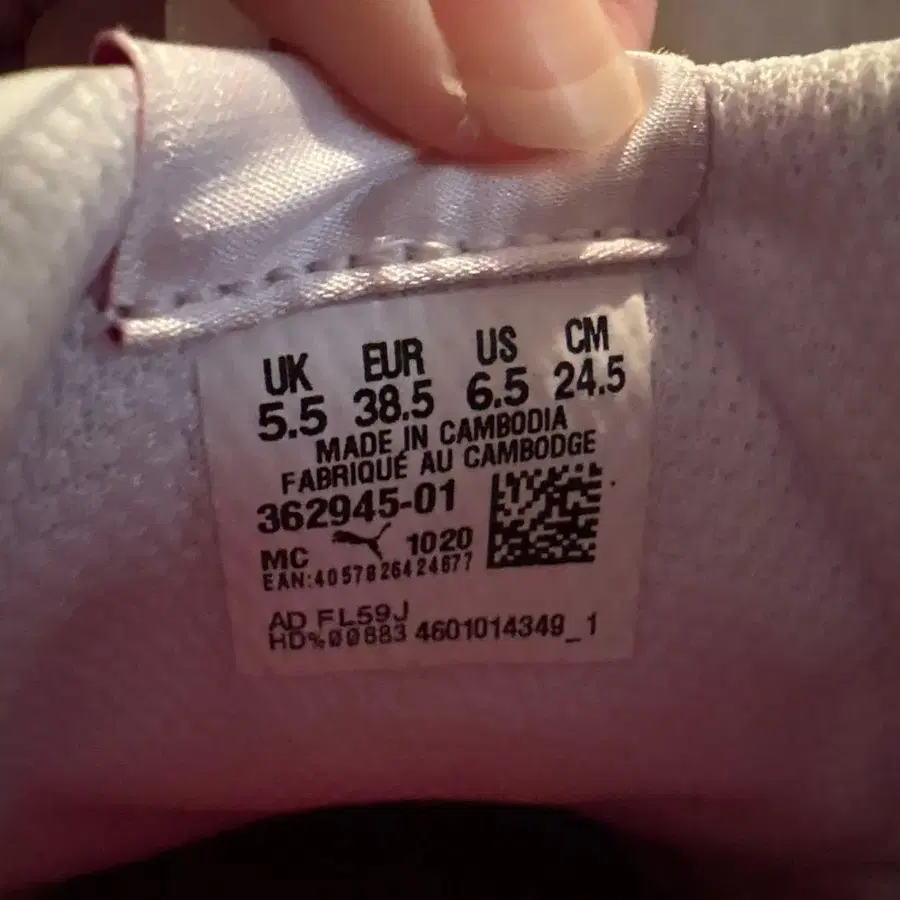 UK EUR US CM
5.5 38.5 6.5 24.5
MADE IN CAMBODIA
FABRIQUÉ AU CAMBODGE
362945-01
MC 1020
EAN:4057826424677
AD FL59J
HD%00883 4601014349_1